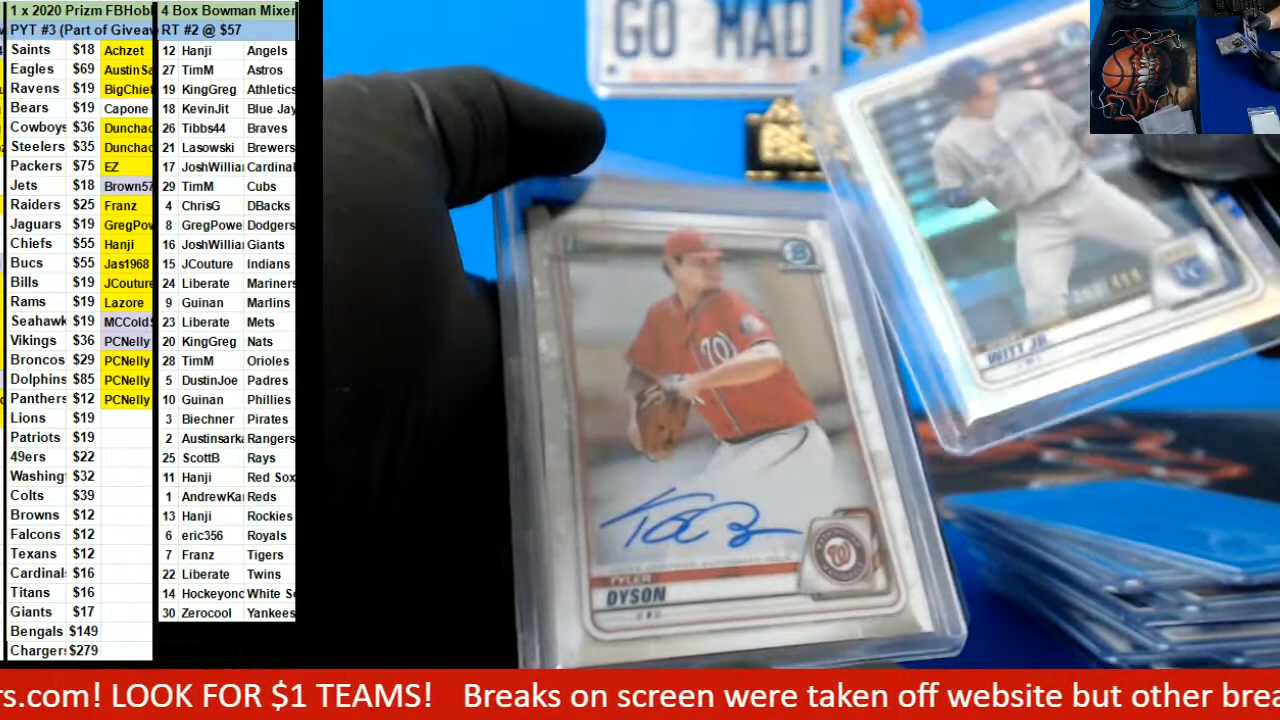 1 x 2020 Prizm FBHobl
PYT #3 (Part of Giveav
Saints $18 Achzet
Eagles $69 AustinSa
Ravens $19 BigChief
Bears $19 Capone
Cowboys $36 Dunchac
Steelers $35 Dunchac
Packers $75 EZ
Jets $18 Brown57
Raiders $25 Franz
Jaguars $19 GregPov
Chiefs $55 Hanji
Bucs $55 Jas1968
Bills $19 JCouture
Rams $19 Lazore
Seahawk $19 MCCold
Vikings $36 PCNelly
Broncos $29 PCNelly
Dolphins $85 PCNelly
Panthers $12 PCNelly
Lions $19
Patriots $19
49ers $22
Washing $32
Colts $39
Browns $12
Falcons $12
Texans $12
Cardinal $16
Titans $16
Giants $17
Bengals $149
Charger $279
4 Box Bowman Mixer
RT #2 @ $57
12 Hanji Angels
27 TimM Astros
19 KingGreg Athletics
18 KevinJit Blue Jay
26 Tibbs44 Braves
21 Lasowski Brewers
17 JoshWillia Cardina
29 TimM Cubs
4 ChrisG DBacks
8 GregPowe Dodgers
16 JoshWillia Giants
15 JCouture Indians
24 Liberate Mariners
9 Guinan Marlins
23 Liberate Mets
20 KingGreg Nats
28 TimM Orioles
5 DustinJoe Padres
10 Guinan Phillies
3 Biechner Pirates
2 Austinsark Rangers
25 ScottB Rays
11 Hanji Red Sox
1 AndrewKa Reds
13 Hanji Rockies
6 eric356 Royals
7 Franz Tigers
22 Liberate Twins
14 Hockeyonc White S
30 Zerocool Yankees
GO MAD
WITT JR.
TYLER
DYSON
rs.com! LOOK FOR $1 TEAMS! Breaks on screen were taken off website but other brea